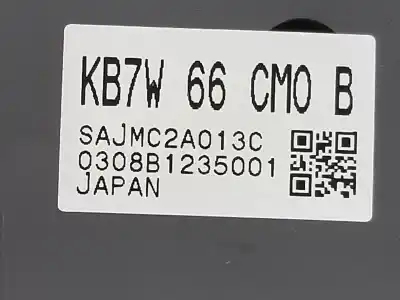 KB7W 66 CM0 B
SAJMC2A013C
0308B1235001
JAPAN